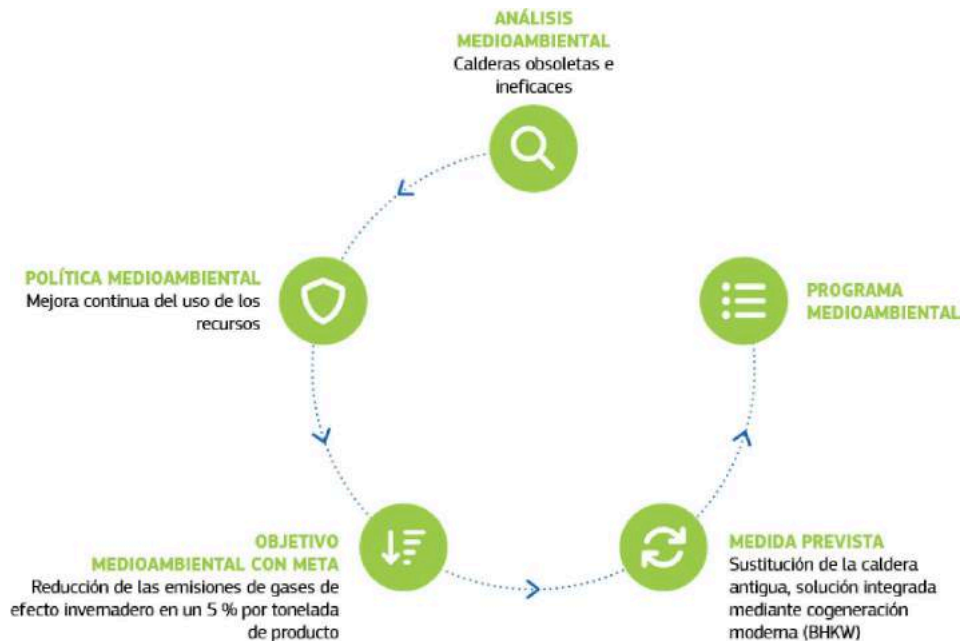 ANÁLISIS
MEDIOAMBIENTAL
Calderas obsoletas e
ineficaces
POLÍTICA MEDIOAMBIENTAL
Mejora continua del uso de los
recursos
PROGRAMA
MEDIOAMBIENTAL
OBJETIVO
MEDIOAMBIENTAL CON META
Reducción de las emisiones de gases de
efecto invernadero en un 5 % por tonelada
de producto
MEDIDA PREVISTA
Sustitución de la caldera
antigua, solución integrada
mediante cogeneración
moderna (BHKW)